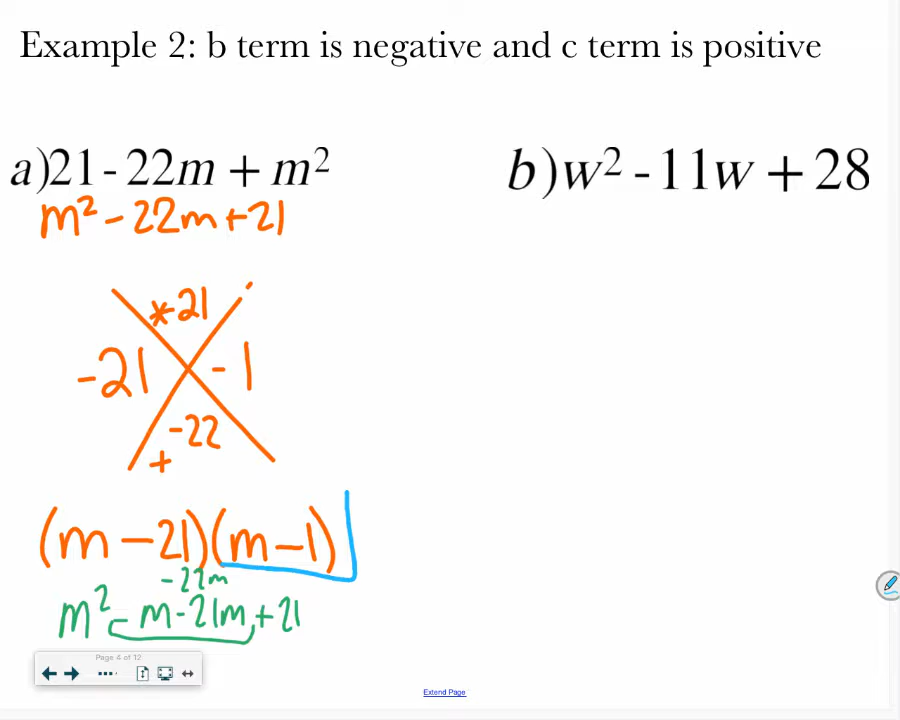 Example 2: b term is negative and c term is positive
a)21 - 22m + m²
b)w² - 11w + 28
m² - 22m + 21
* 21
-21 - 1
-22
+
(m - 21)(m - 1)
-22m
m² - m - 21m + 21
Page 4 of 12
Extend Page